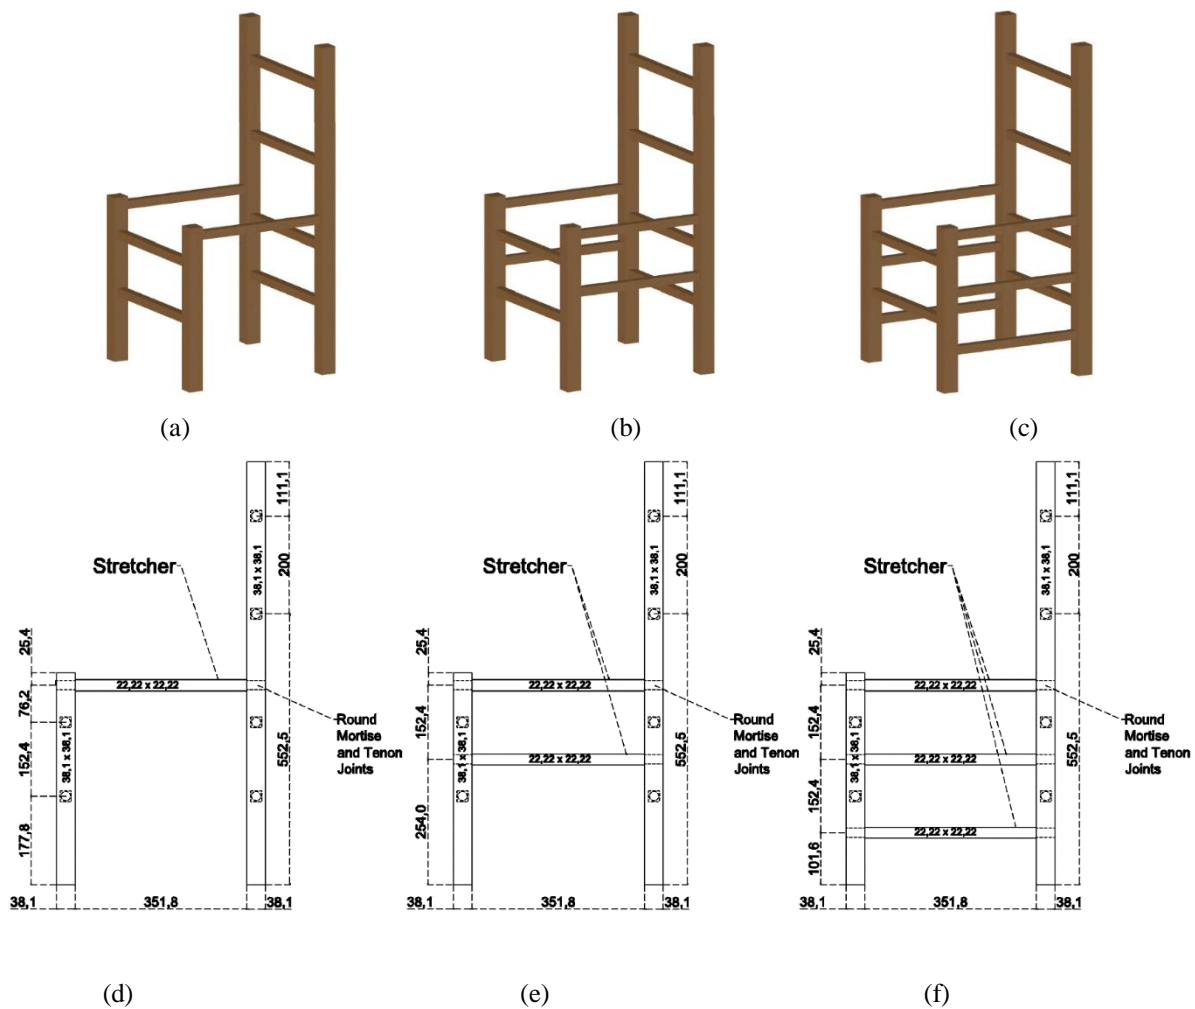 (a)
(b)
(c)
111,1
200
552,5
Stretcher
38,1 x 38,1
25,4
76,2
152,4
177,8
22,22 x 22,22
38,1 x 38,1
Round
Mortise
and Tenon
Joints
38,1
351,8
38,1
111,1
200
552,5
Stretcher
38,1 x 38,1
25,4
152,4
254,0
22,22 x 22,22
22,22 x 22,22
38,1 x 38,1
Round
Mortise
and Tenon
Joints
38,1
351,8
38,1
111,1
200
552,5
Stretcher
38,1 x 38,1
25,4
152,4
152,4
101,6
22,22 x 22,22
22,22 x 22,22
22,22 x 22,22
38,1 x 38,1
Round
Mortise
and Tenon
Joints
38,1
351,8
38,1
(d)
(e)
(f)